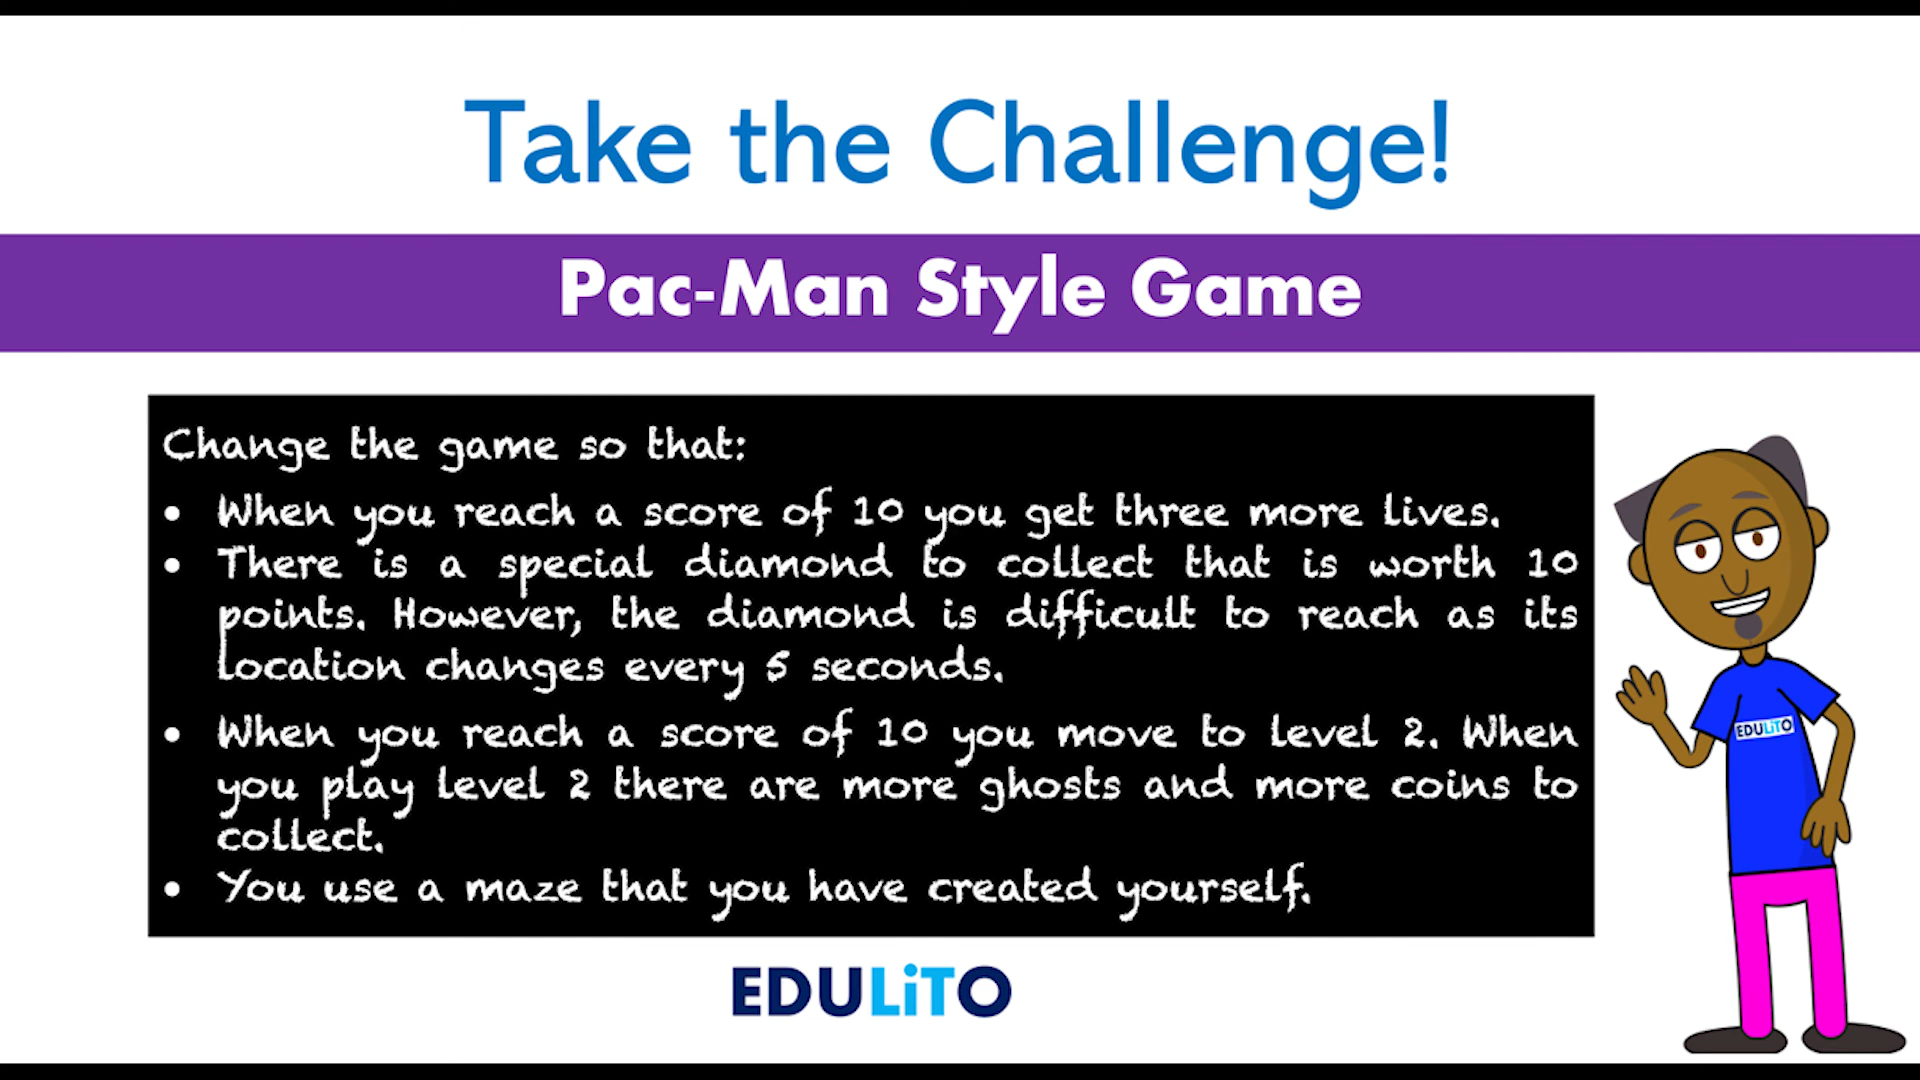 Take the Challenge!
Pac-Man Style Game
Change the game so that:
• When you reach a score of 10 you get three more lives.
• There is a special diamond to collect that is worth 10
points. However, the diamond is difficult to reach as its
location changes every 5 seconds.
• When you reach a score of 10 you move to level 2. When
you play level 2 there are more ghosts and more coins to
collect.
• You use a maze that you have created yourself.
EDULiTO
EDULiTO